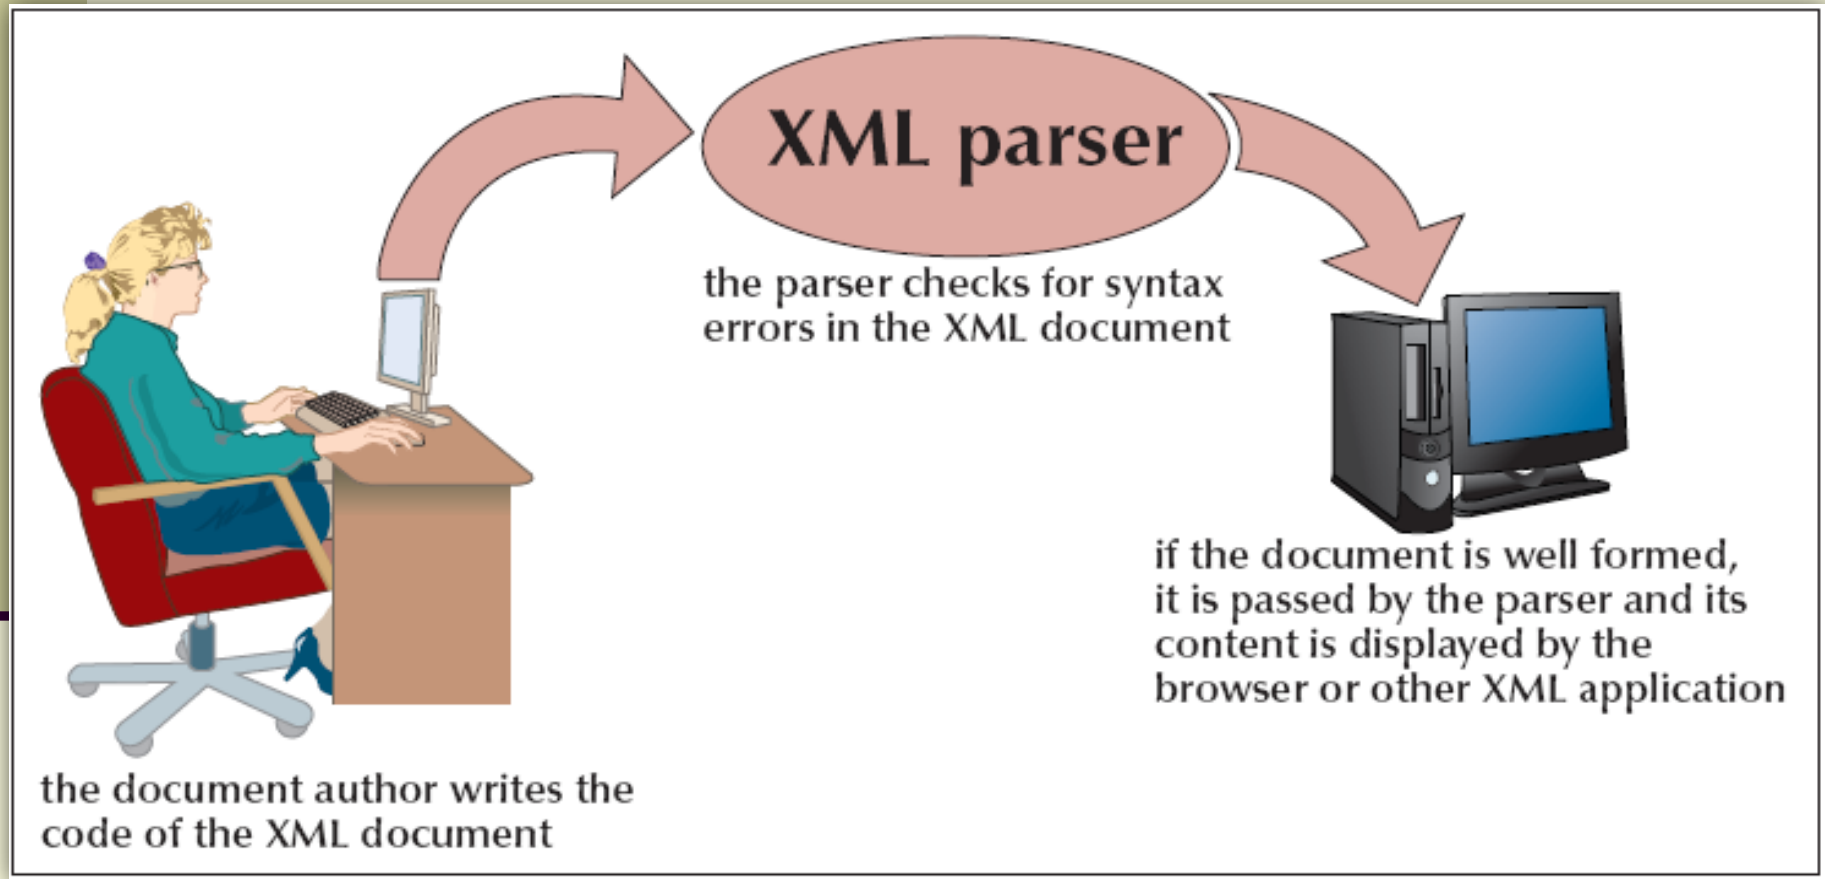 XML parser
the parser checks for syntax
errors in the XML document
if the document is well formed,
it is passed by the parser and its
content is displayed by the
browser or other XML application
the document author writes the
code of the XML document